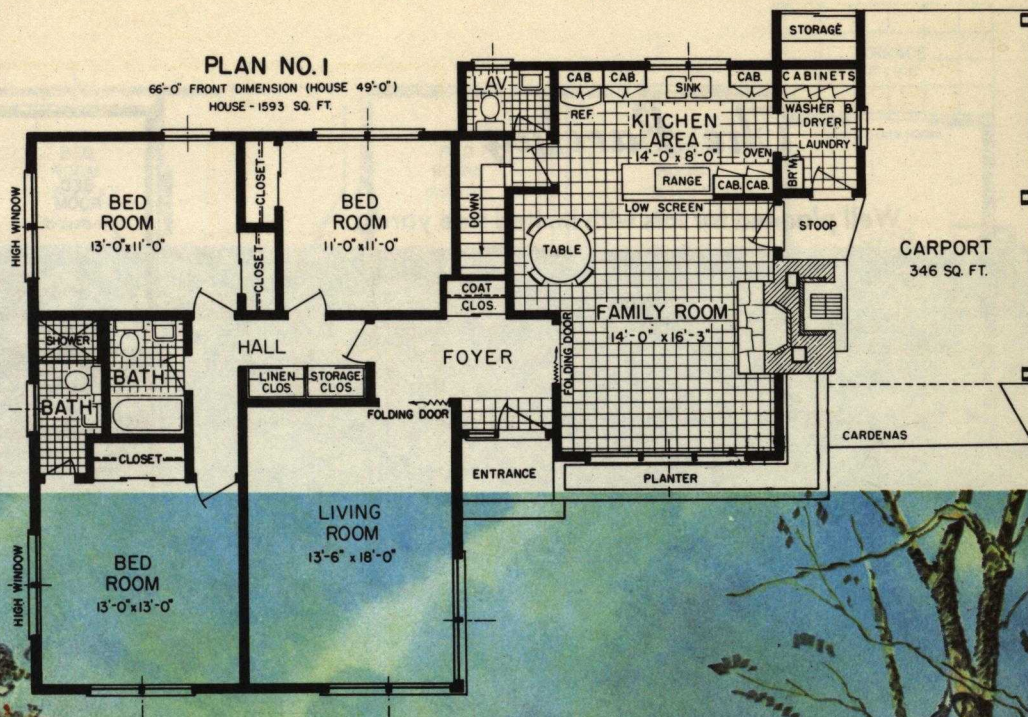 PLAN NO. 1
66'-0" FRONT DIMENSION (HOUSE 49'-0")
HOUSE - 1593 SQ. FT.
STORAGE
LAV
CAB.
CAB.
SINK
CAB.
CABINETS
REF.
KITCHEN
AREA
14'-0" x 8'-0"
OVEN
WASHER &
DRYER
LAUNDRY
BR'M
RANGE
CAB.
CAB.
LOW SCREEN
HIGH WINDOW
BED
ROOM
13'-0"x11'-0"
CLOSET
CLOSET
BED
ROOM
11'-0"x11'-0"
DOWN
TABLE
STOOP
CARPORT
346 SQ. FT.
COAT
CLOS.
FAMILY ROOM
14'-0" x16'-3"
FOLDING DOOR
SHOWER
BATH
BATH
HALL
FOYER
LINEN
CLOS.
STORAGE
CLOS.
FOLDING DOOR
CLOSET
ENTRANCE
PLANTER
CARDENAS
HIGH WINDOW
BED
ROOM
13'-0"x13'-0"
LIVING
ROOM
13'-6" x 18'-0"